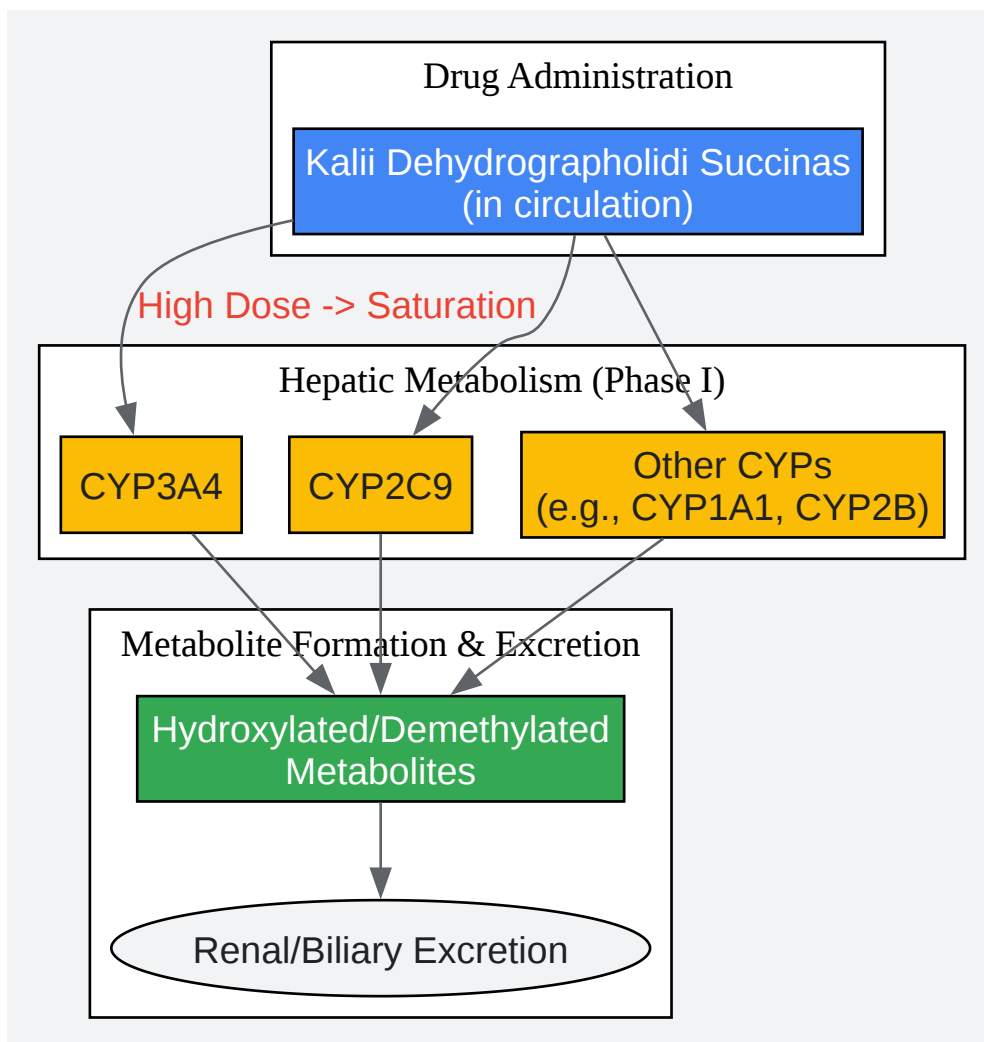 Drug Administration
Kalii Dehydrographolidi Succinas
(in circulation)
High Dose -> Saturation
Hepatic Metabolism (Phase I)
CYP3A4
CYP2C9
Other CYPs
(e.g., CYP1A1, CYP2B)
Metabolite Formation & Excretion
Hydroxylated/Demethylated
Metabolites
Renal/Biliary Excretion